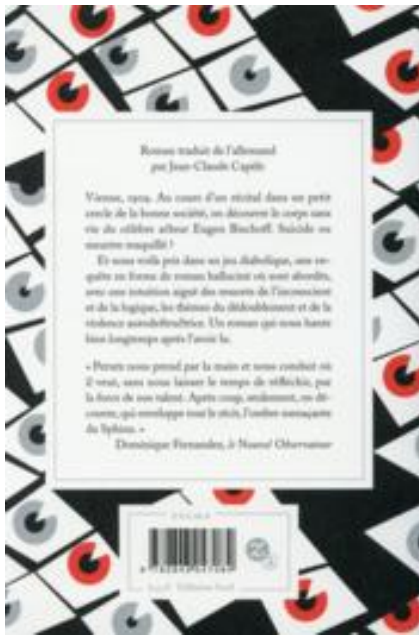 Roman traduit de l'allemand
par Jean-Claude Capèle
Vienne, 1909. Au cours d'un récital dans un petit
cercle de la bonne société, on découvre le corps sans
vie du célèbre acteur Eugen Bischoff. Suicide ou
meurtre maquillé ?
Et nous voilà pris dans un jeu diabolique, une en-
quête en forme de roman halluciné où sont abordés,
avec une intuition aiguë des ressorts de l'inconscient
et de la logique, les thèmes du dédoublement et de la
violence autodestructrice. Un roman qui nous hante
bien longtemps après l'avoir lu.
« Perutz nous prend par la main et nous conduit où
il veut, sans nous laisser le temps de réfléchir, par
la force de son talent. Après coup, seulement, on dé-
couvre, qui enveloppe tout le récit, l'ombre menaçante
du Sphinx. »
Dominique Fernandez, le Nouvel Observateur